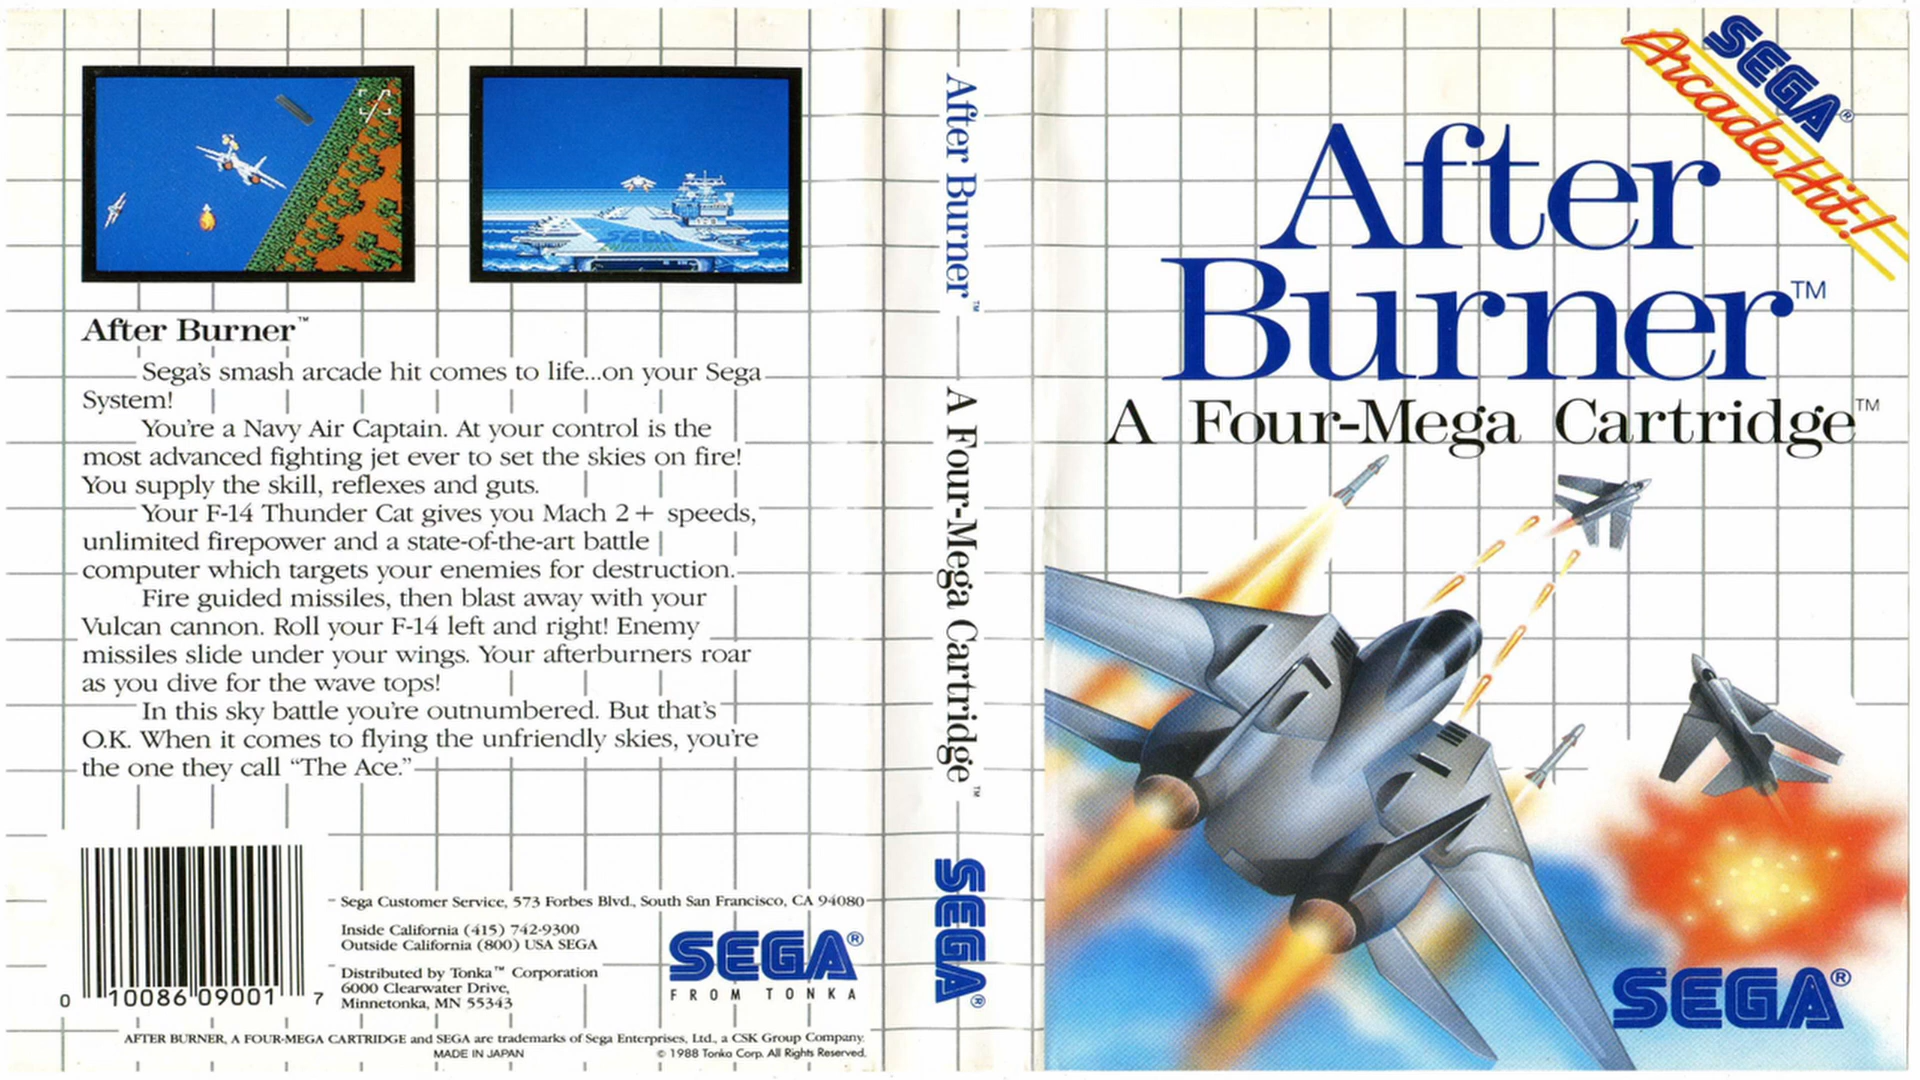 After Burner™
Sega's smash arcade hit comes to life...on your Sega
System!
You're a Navy Air Captain. At your control is the
most advanced fighting jet ever to set the skies on fire!
You supply the skill, reflexes and guts.
Your F-14 Thunder Cat gives you Mach 2+ speeds,
unlimited firepower and a state-of-the-art battle
computer which targets your enemies for destruction.
Fire guided missiles, then blast away with your
Vulcan cannon. Roll your F-14 left and right! Enemy
missiles slide under your wings. Your afterburners roar
as you dive for the wave tops!
In this sky battle you're outnumbered. But that's
O.K. When it comes to flying the unfriendly skies, you're
the one they call “The Ace.”
0 10086 09001 7
Sega Customer Service, 573 Forbes Blvd., South San Francisco, CA 94080
Inside California (415) 742-9300
Outside California (800) USA SEGA
Distributed by Tonka™ Corporation
6000 Clearwater Drive,
Minnetonka, MN 55343
SEGA®
FROM TONKA
AFTER BURNER, A FOUR-MEGA CARTRIDGE and SEGA are trademarks of Sega Enterprises, Ltd., a CSK Group Company.
MADE IN JAPAN
© 1988 Tonka Corp. All Rights Reserved.
After Burner™
A Four-Mega Cartridge™
SEGA®
SEGA®
Arcade Hit!
After
Burner™
A Four-Mega Cartridge™
SEGA®
SEGA